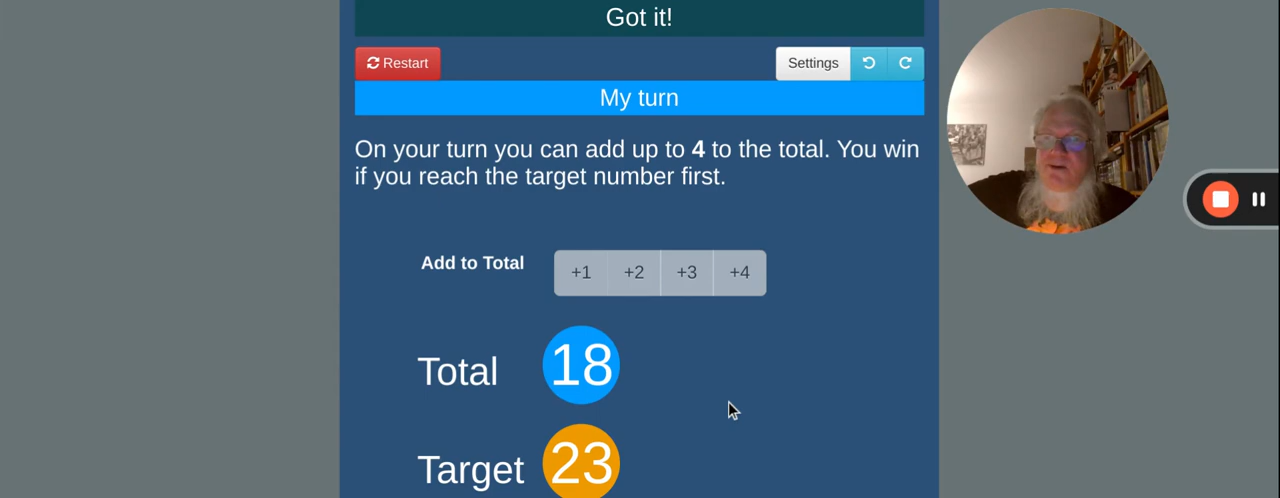 Got it!
Restart
Settings
My turn
On your turn you can add up to 4 to the total. You win
if you reach the target number first.
Add to Total
+1 +2 +3 +4
Total 18
Target 23